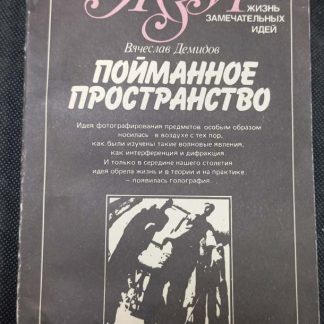 ЖЗИ
ЖИЗНЬ
ЗАМЕЧАТЕЛЬНЫХ
ИДЕЙ
Вячеслав Демидов
ПОЙМАННОЕ
ПРОСТРАНСТВО
Идея фотографирования предметов особым образом
носилась в воздухе с тех пор,
как были изучены такие волновые явления,
как интерференция и дифракция
И только в середине нашего столетия
идея обрела жизнь и в теории и на практике
– появилась голография